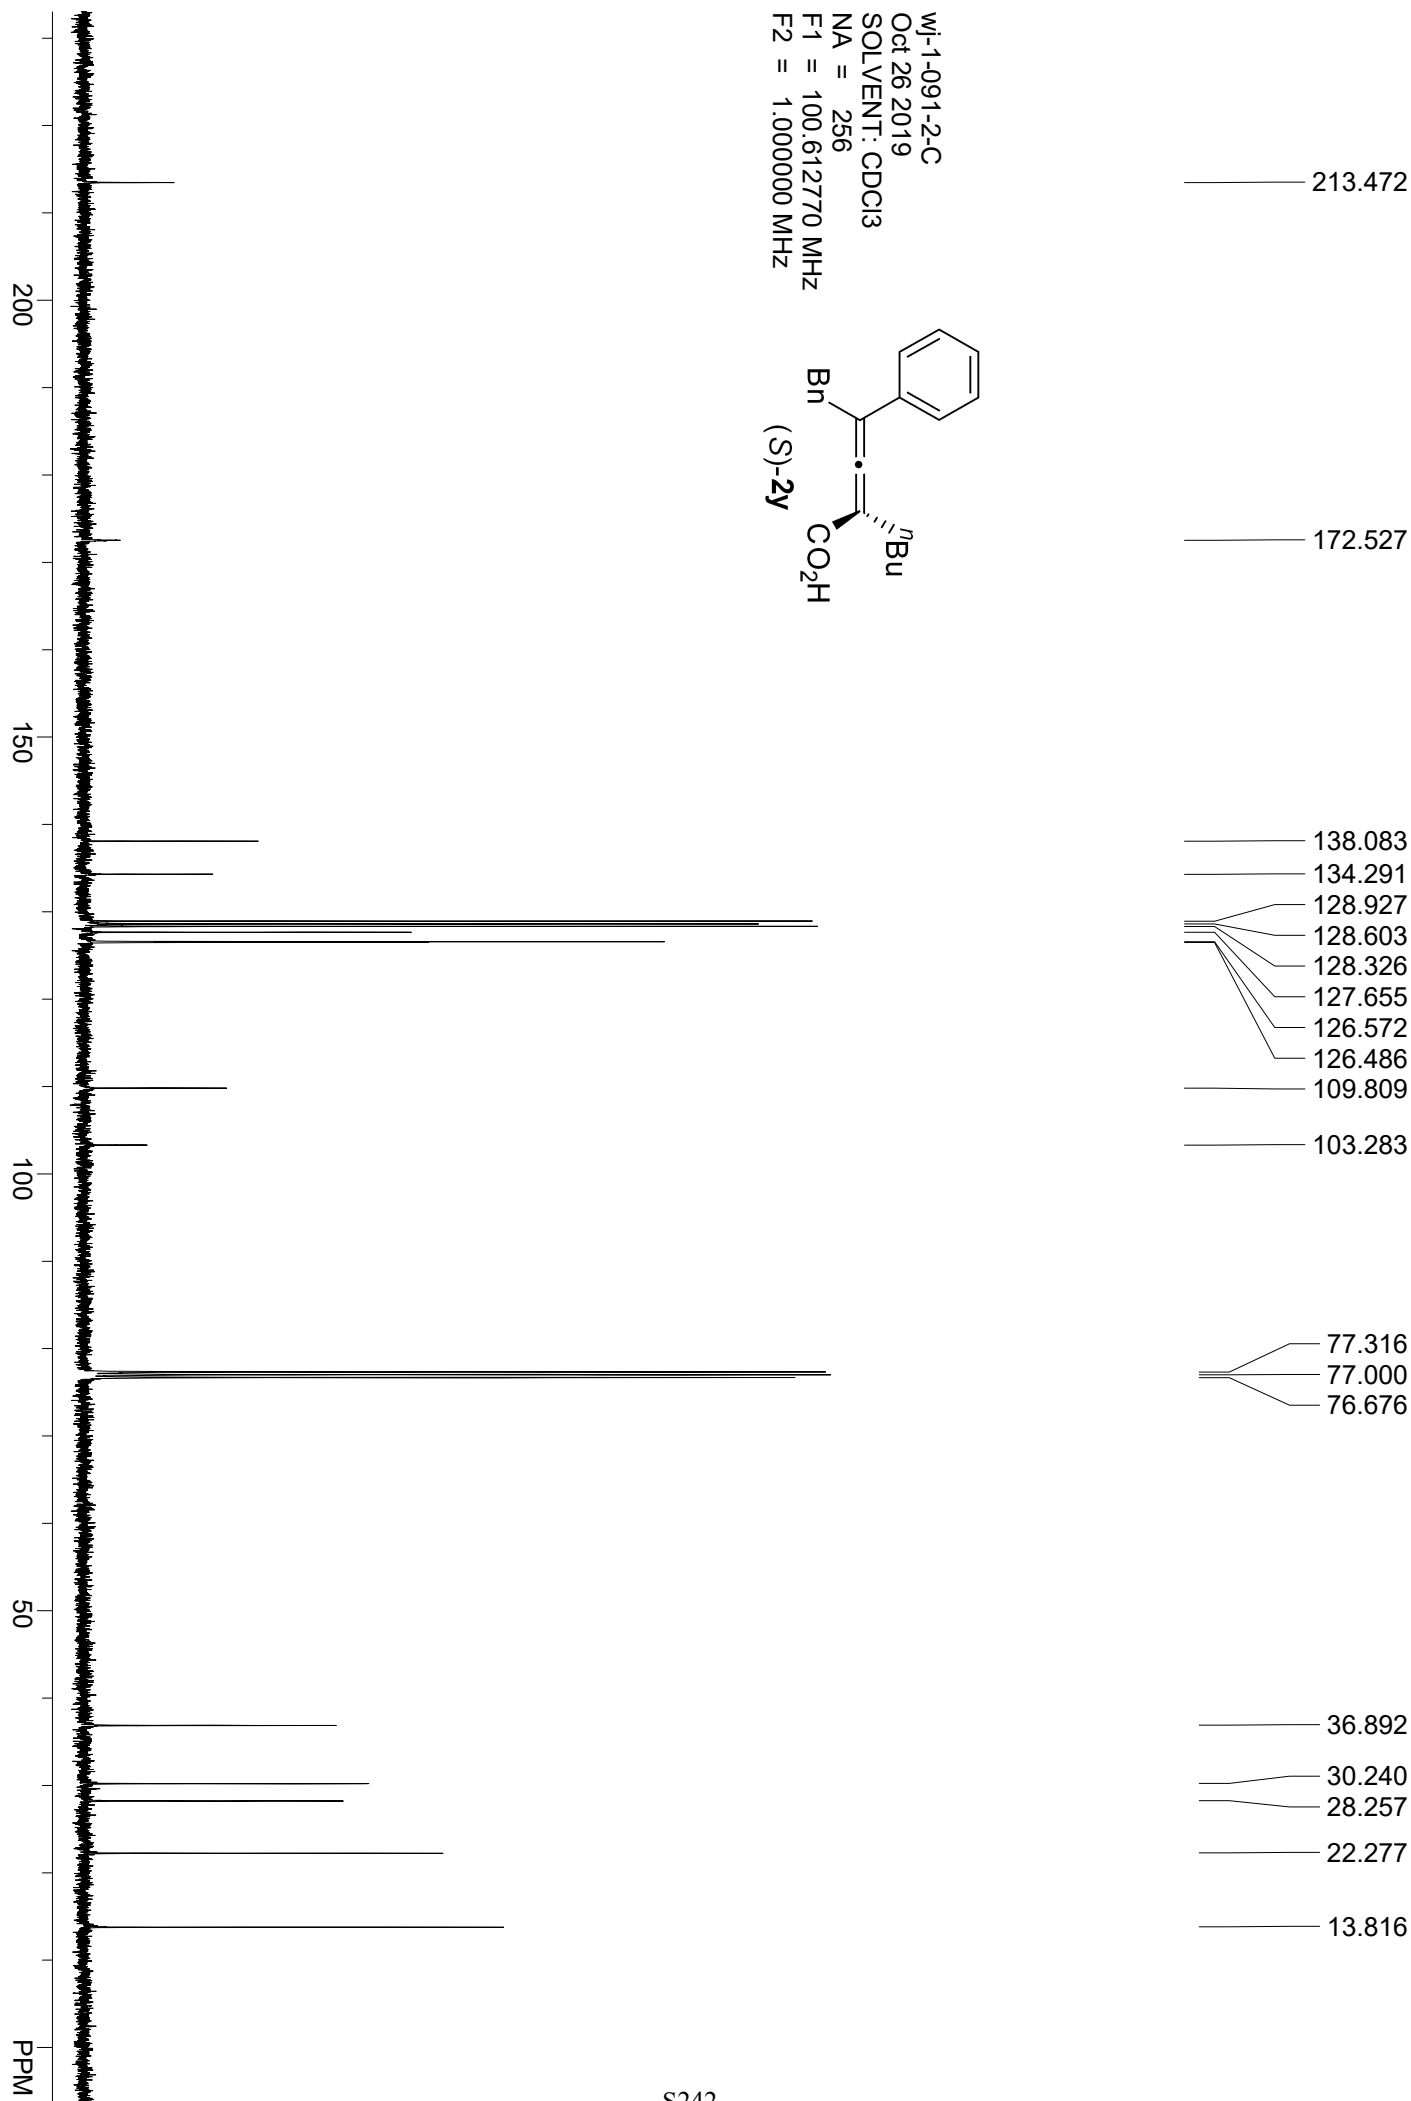 wj-1-091-2-C
Oct 26 2019
SOLVENT: CDCl3
NA = 256
F1 = 100.612770 MHz
F2 = 1.000000 MHz
Bn
nBu
CO2H
(S)-2y
213.472
172.527
138.083
134.291
128.927
128.603
128.326
127.655
126.572
126.486
109.809
103.283
77.316
77.000
76.676
36.892
30.240
28.257
22.277
13.816
200
150
100
50
PPM
S242